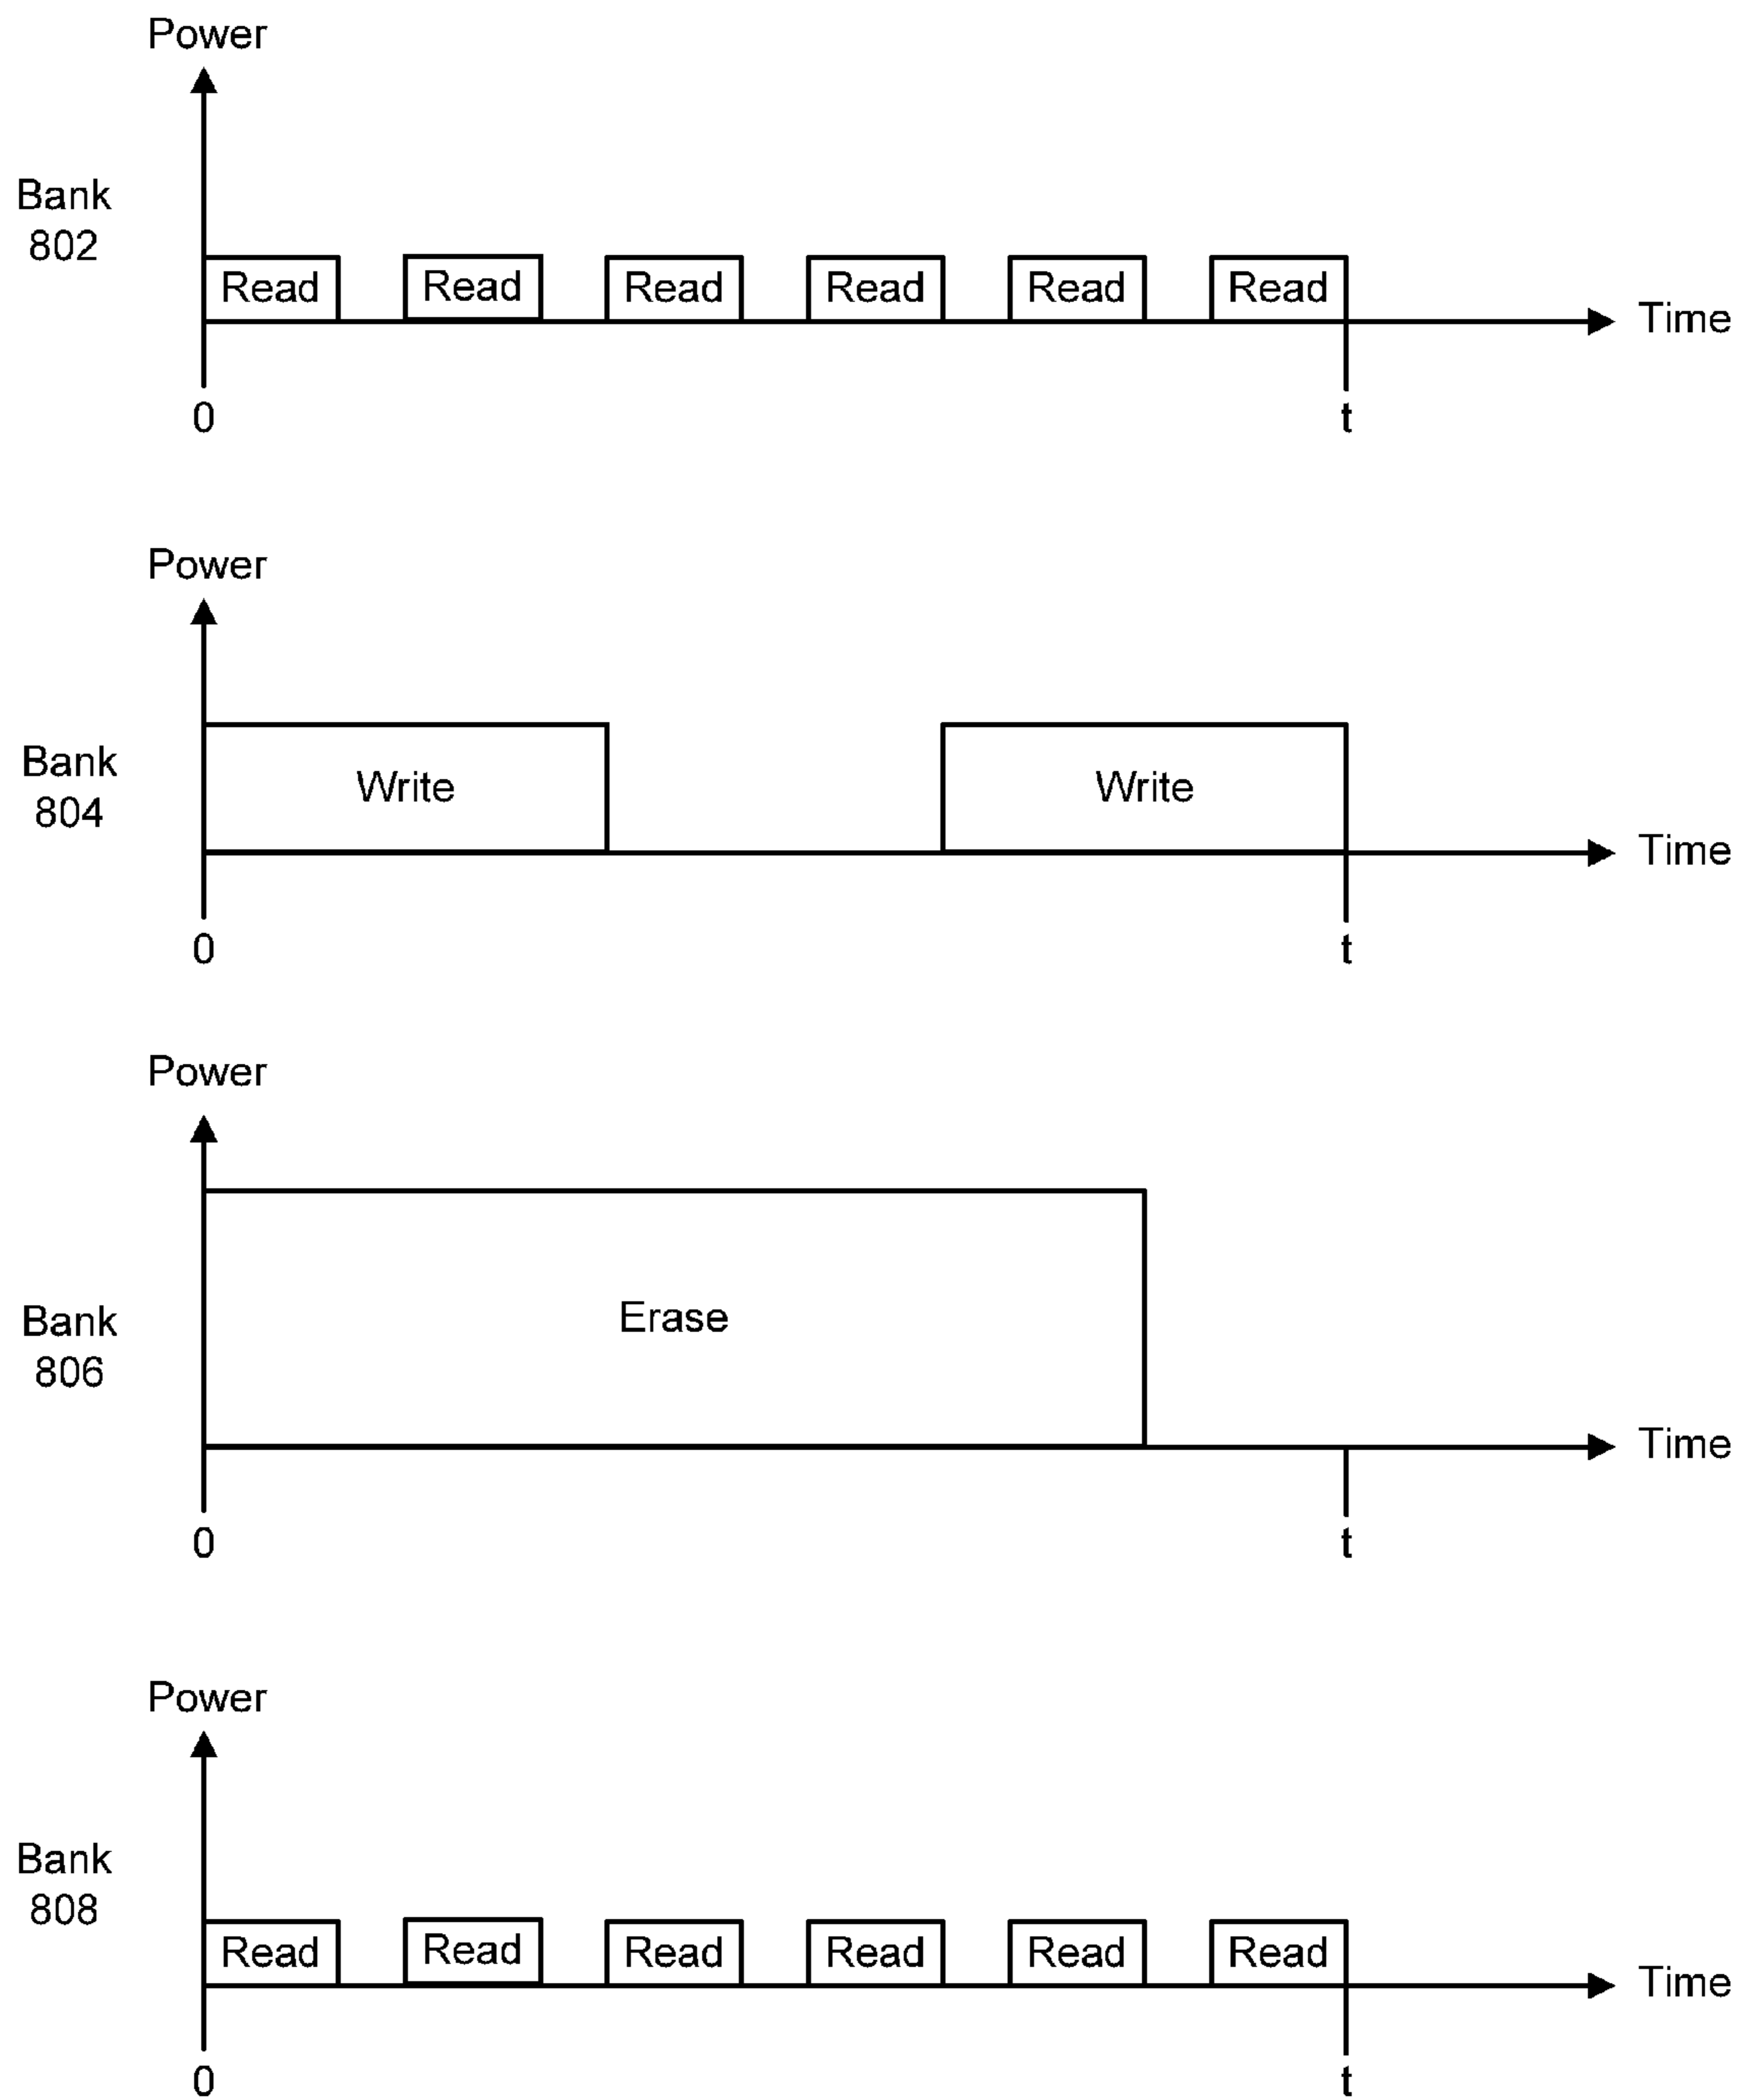 Power
Bank
802
Read Read Read Read Read Read
Time
0 t
Power
Bank
804
Write Write
Time
0 t
Power
Bank
806
Erase
Time
0 t
Power
Bank
808
Read Read Read Read Read Read
Time
0 t